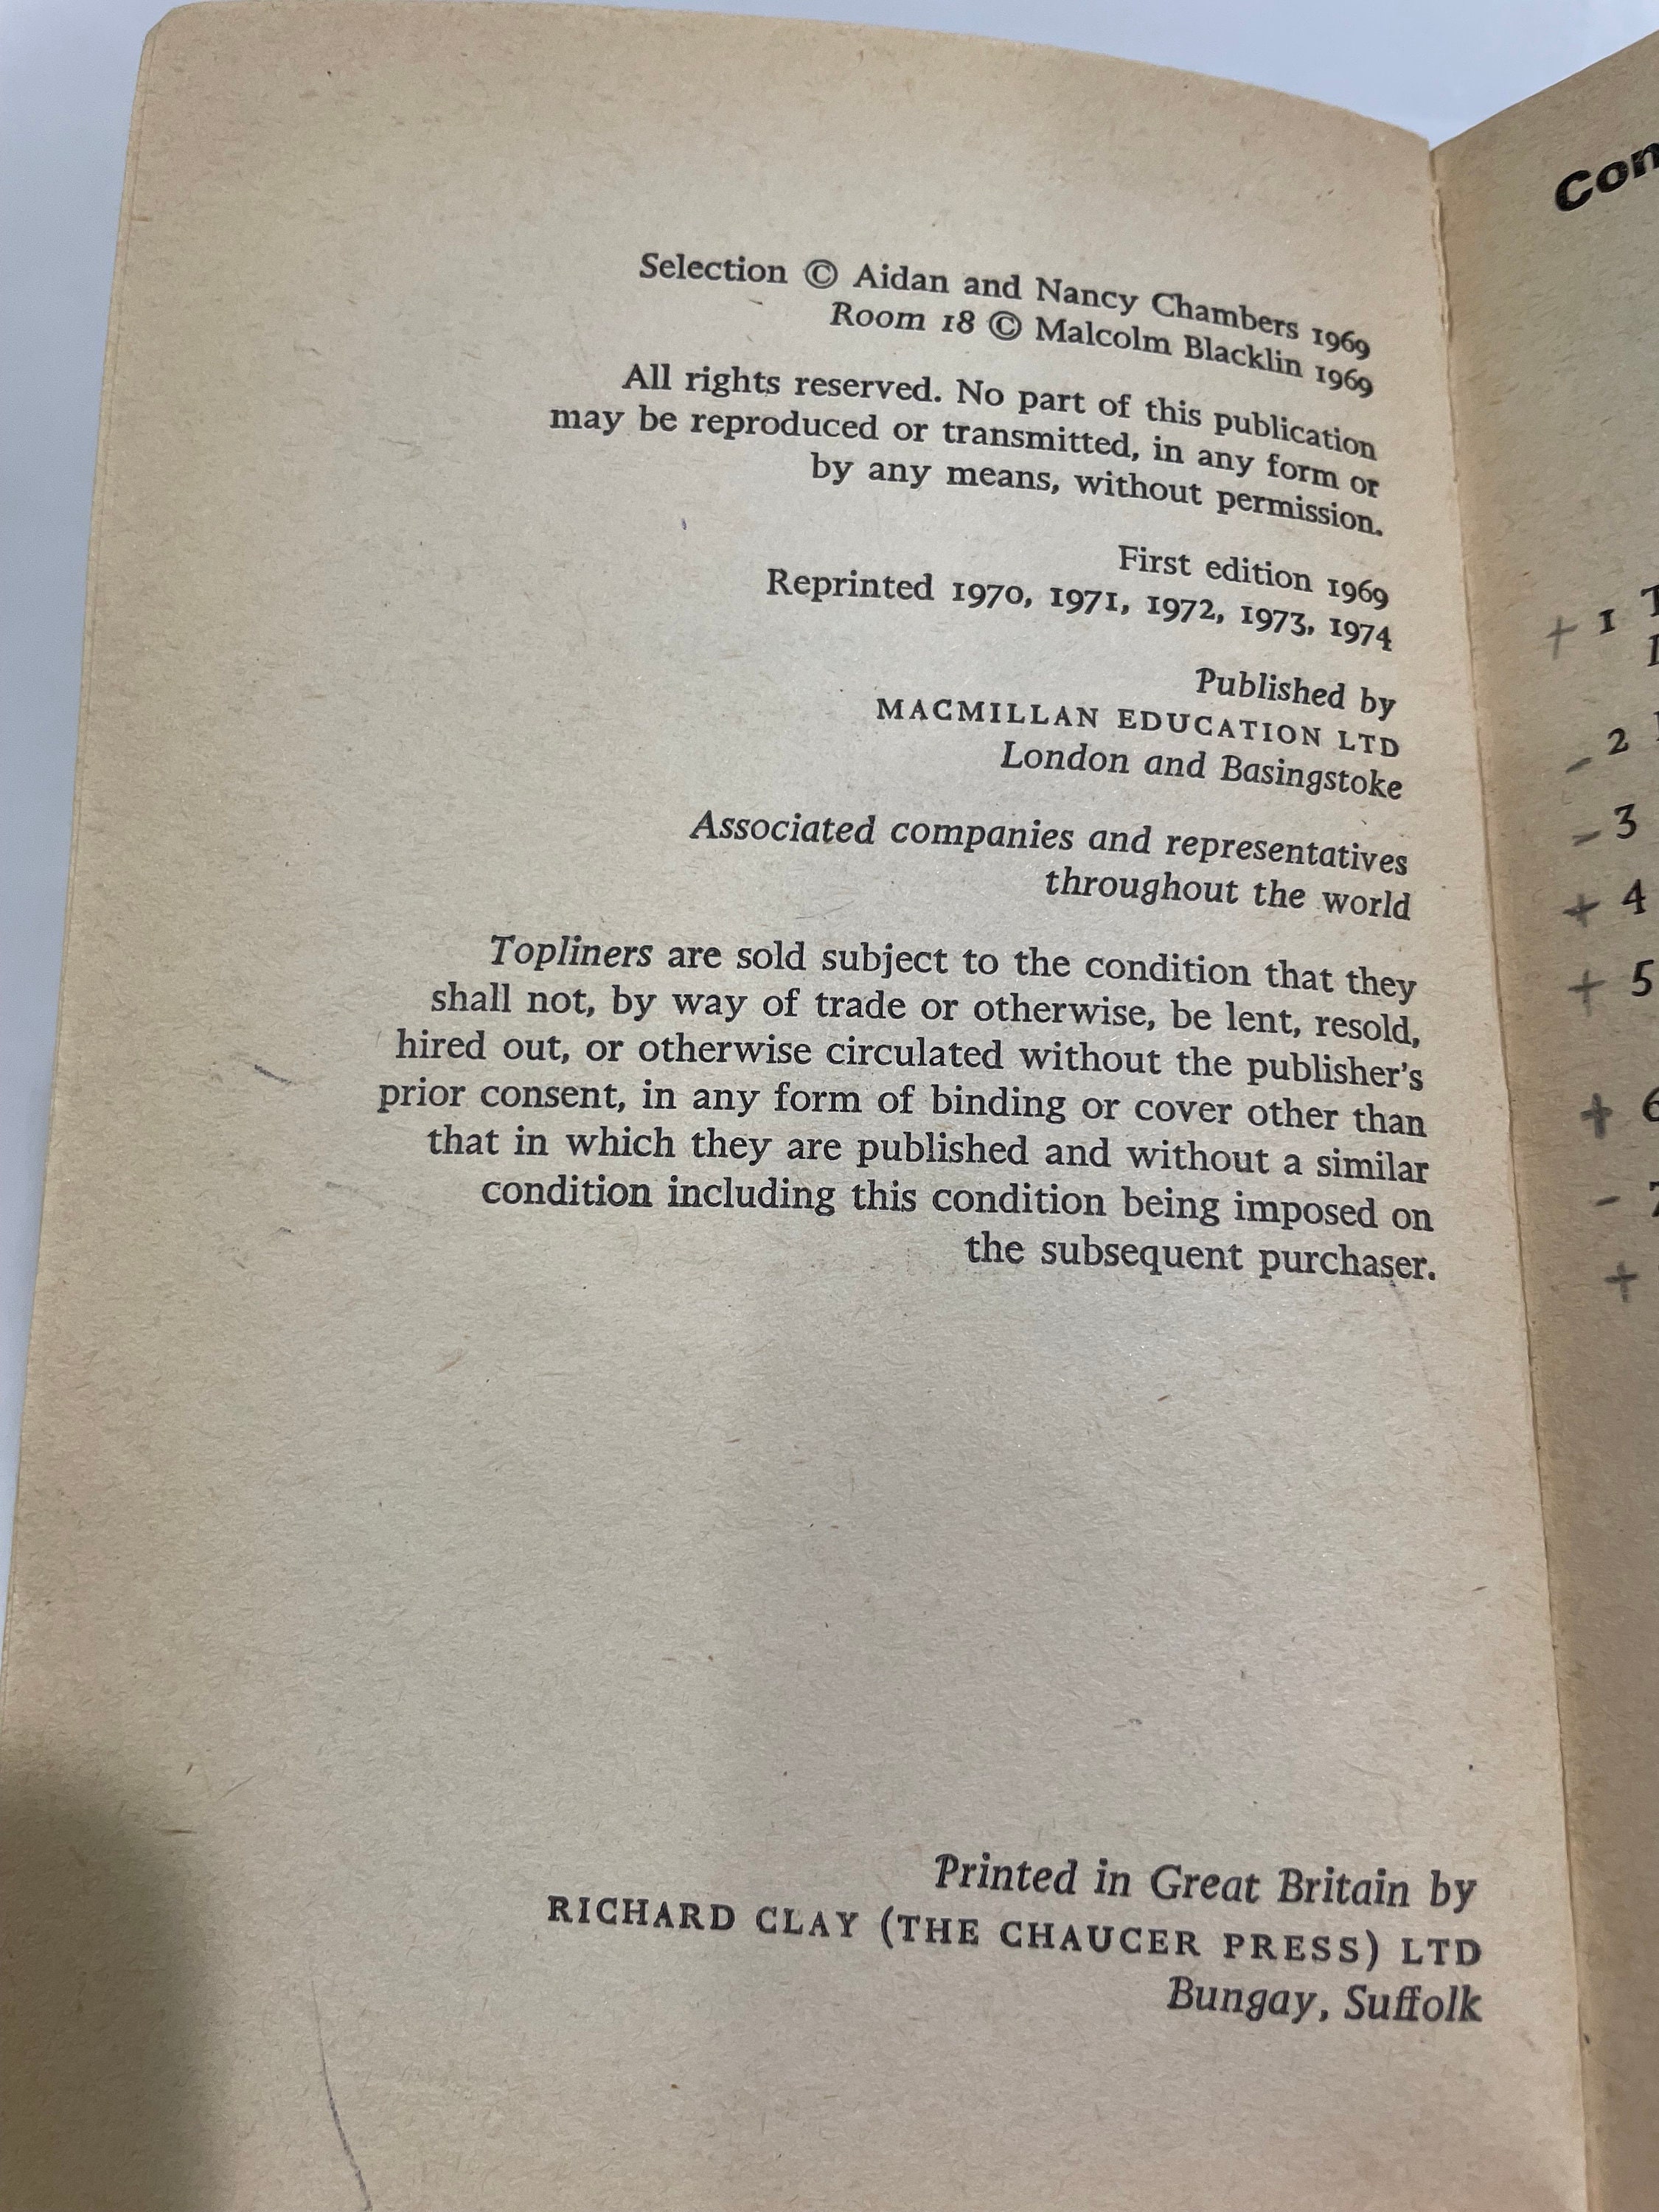 Selection © Aidan and Nancy Chambers 1969
Room 18 © Malcolm Blacklin 1969
All rights reserved. No part of this publication
may be reproduced or transmitted, in any form or
by any means, without permission.
First edition 1969
Reprinted 1970, 1971, 1972, 1973, 1974
Published by
MACMILLAN EDUCATION LTD
London and Basingstoke
Associated companies and representatives
throughout the world
Topliners are sold subject to the condition that they
shall not, by way of trade or otherwise, be lent, resold,
hired out, or otherwise circulated without the publisher's
prior consent, in any form of binding or cover other than
that in which they are published and without a similar
condition including this condition being imposed on
the subsequent purchaser.
Printed in Great Britain by
RICHARD CLAY (THE CHAUCER PRESS) LTD
Bungay, Suffolk
Con
+ 1
- 2
- 3
+ 4
+ 5
+ 6
- 7
+